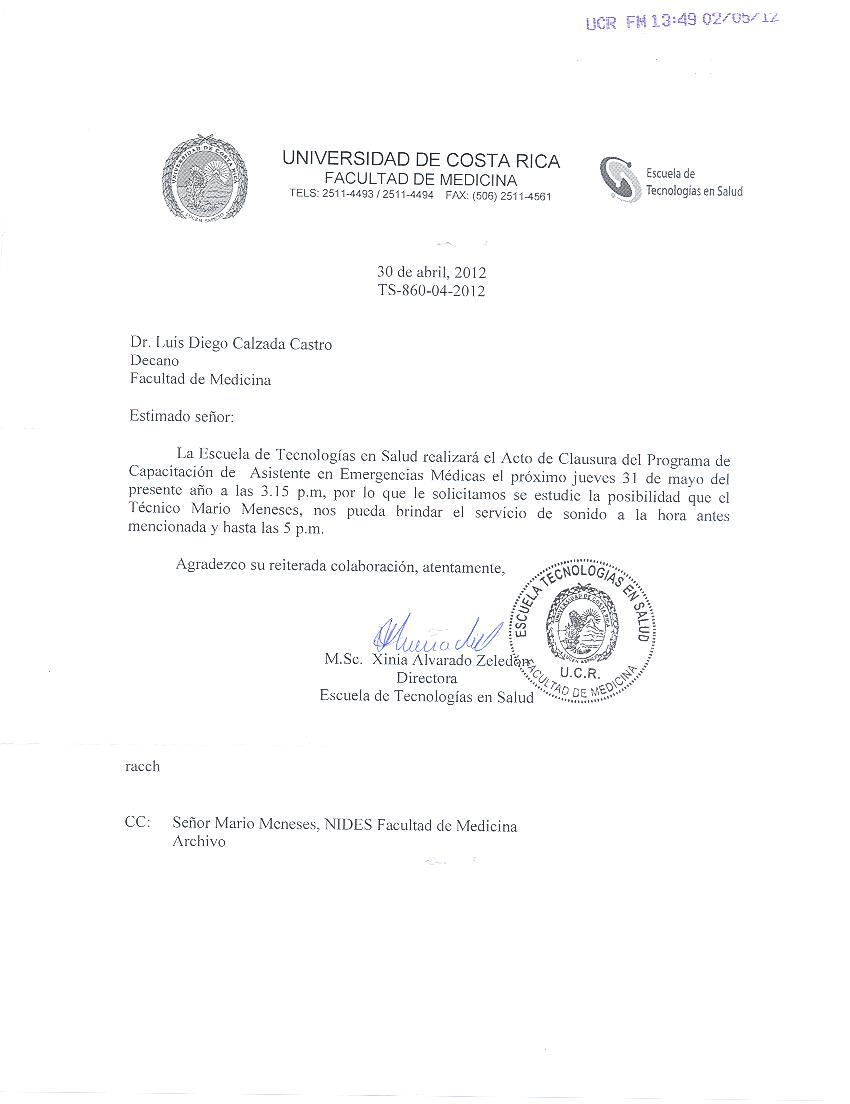 UCR FM 13:49 02/05/12
UNIVERSIDAD DE COSTA RICA
FACULTAD DE MEDICINA
TELS: 2511-4493 / 2511-4494 FAX: (506) 2511-4561
Escuela de
Tecnologías en Salud
30 de abril, 2012
TS-860-04-2012
Dr. Luis Diego Calzada Castro
Decano
Facultad de Medicina
Estimado señor:
La Escuela de Tecnologías en Salud realizará el Acto de Clausura del Programa de
Capacitación de Asistente en Emergencias Médicas el próximo jueves 31 de mayo del
presente año a las 3.15 p.m, por lo que le solicitamos se estudie la posibilidad que el
Técnico Mario Meneses, nos pueda brindar el servicio de sonido a la hora antes
mencionada y hasta las 5 p.m.
Agradezco su reiterada colaboración, atentamente,
M.Sc. Xinia Alvarado Zeledón
Directora
Escuela de Tecnologías en Salud
ESCUELA TECNOLOGIAS EN SALUD
UNIVERSIDAD DE COSTA RICA
U.C.R.
FACULTAD DE MEDICINA
racch
CC: Señor Mario Meneses, NIDES Facultad de Medicina
Archivo